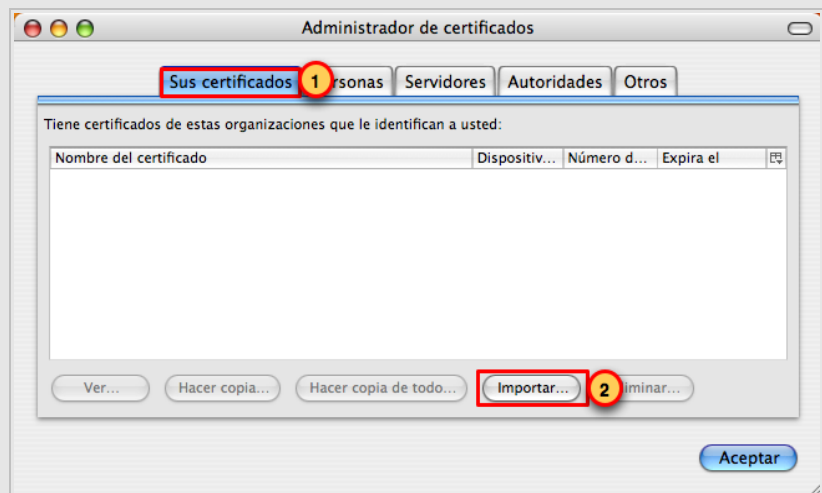 Administrador de certificados
Sus certificados 1 rsonas Servidores Autoridades Otros
Tiene certificados de estas organizaciones que le identifican a usted:
Nombre del certificado Dispositiv... Número d... Expira el
Ver... Hacer copia... Hacer copia de todo... Importar... 2 iminar...
Aceptar